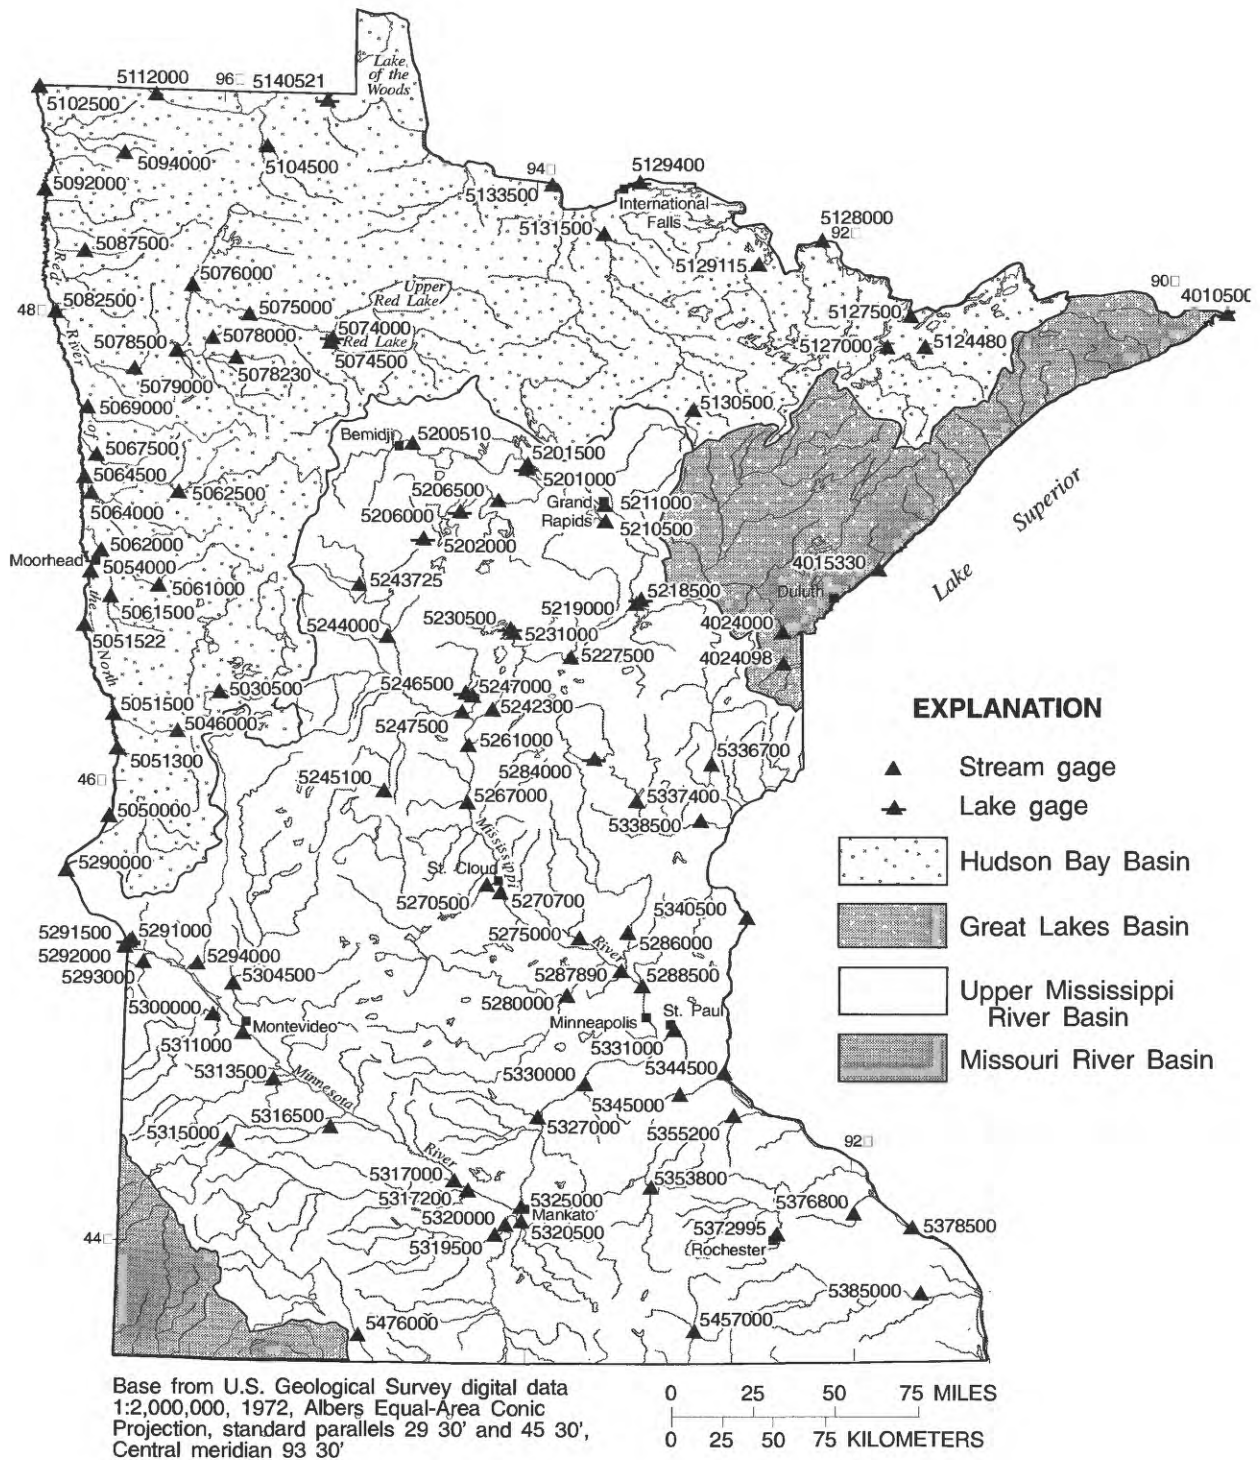 Lake
of the
Woods
5112000
96□
5140521
5102500
5094000
5104500
5092000
94□
5129400
5133500
International
Falls
5131500
5128000
92□
5087500
5129115
5076000
Upper
Red Lake
90□
4010500
48□
5082500
5075000
5127500
5078000
5074000
Red Lake
5078500
5074500
5127000
5124480
5079000
5078230
5069000
5130500
Red
River
of
the
North
Bemidji
5200510
5067500
5201500
5201000
5064500
5062500
5206500
Grand
Rapids
5211000
5064000
5206000
5210500
Lake
Superior
5062000
5202000
Moorhead
5054000
4015330
5061000
5243725
Duluth
5061500
5218500
5219000
5230500
5244000
5231000
4024000
5051522
5227500
4024098
5030500
5246500
5247000
5051500
5242300
5046000
5247500
5261000
5336700
5051300
5284000
46□
5245100
5267000
5337400
5050000
5338500
Mississippi
River
5290000
St. Cloud
5270500
5270700
5340500
5291500
5291000
5275000
5286000
5292000
5294000
5293000
5304500
5287890
5288500
5280000
5300000
St. Paul
Montevideo
Minneapolis
5311000
5331000
5313500
Minnesota
River
5330000
5344500
5345000
5316500
5327000
5355200
5315000
92□
5317000
5353800
5317200
5325000
5376800
5320000
Mankato
5378500
5372995
5320500
44□
5319500
Rochester
5385000
5476000
5457000
EXPLANATION
Stream gage
Lake gage
Hudson Bay Basin
Great Lakes Basin
Upper Mississippi
River Basin
Missouri River Basin
Base from U.S. Geological Survey digital data
1:2,000,000, 1972, Albers Equal-Area Conic
Projection, standard parallels 29 30' and 45 30',
Central meridian 93 30'
0 25 50 75 MILES
0 25 50 75 KILOMETERS